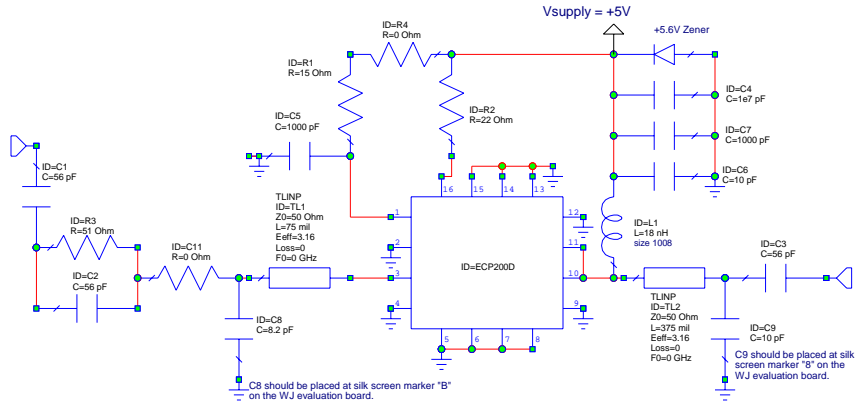 Vsupply = +5V
ID=R4
R=0 Ohm
+5.6V Zener
ID=R1
R=15 Ohm
ID=C5
C=1000 pF
ID=R2
R=22 Ohm
ID=C4
C=1e7 pF
ID=C7
C=1000 pF
ID=C6
C=10 pF
ID=C1
C=56 pF
16
15
14
13
TLINP
ID=TL1
Z0=50 Ohm
L=75 mil
Eeff=3.16
Loss=0
F0=0 GHz
1
2
3
4
ID=ECP200D
12
11
10
9
5
6
7
8
ID=L1
L=18 nH
size 1008
ID=R3
R=51 Ohm
ID=C11
R=0 Ohm
ID=C2
C=56 pF
ID=C3
C=56 pF
ID=C8
C=8.2 pF
TLINP
ID=TL2
Z0=50 Ohm
L=375 mil
Eeff=3.16
Loss=0
F0=0 GHz
ID=C9
C=10 pF
C8 should be placed at silk screen marker "B"
on the WJ evaluation board.
C9 should be placed at silk
screen marker "8" on the
WJ evaluation board.